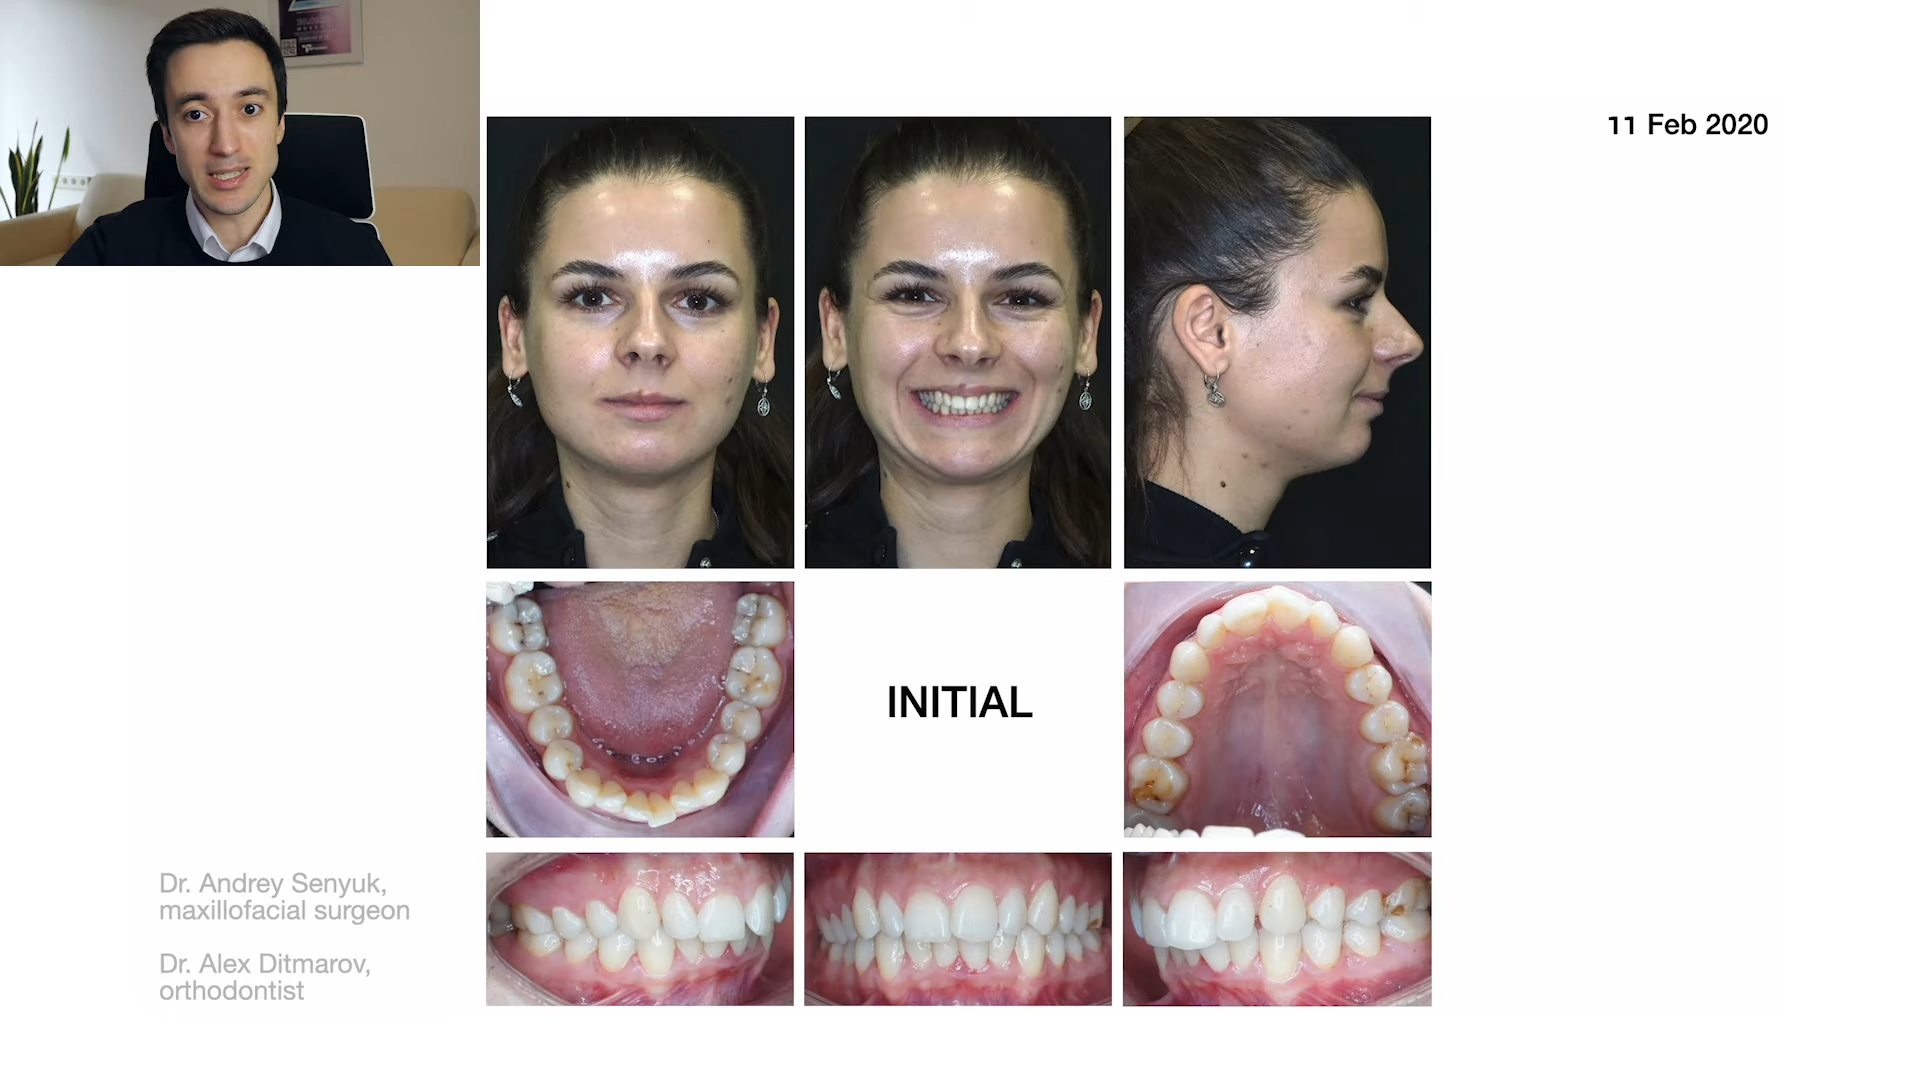 11 Feb 2020
INITIAL
Dr. Andrey Senyuk,
maxillofacial surgeon
Dr. Alex Ditmarov,
orthodontist